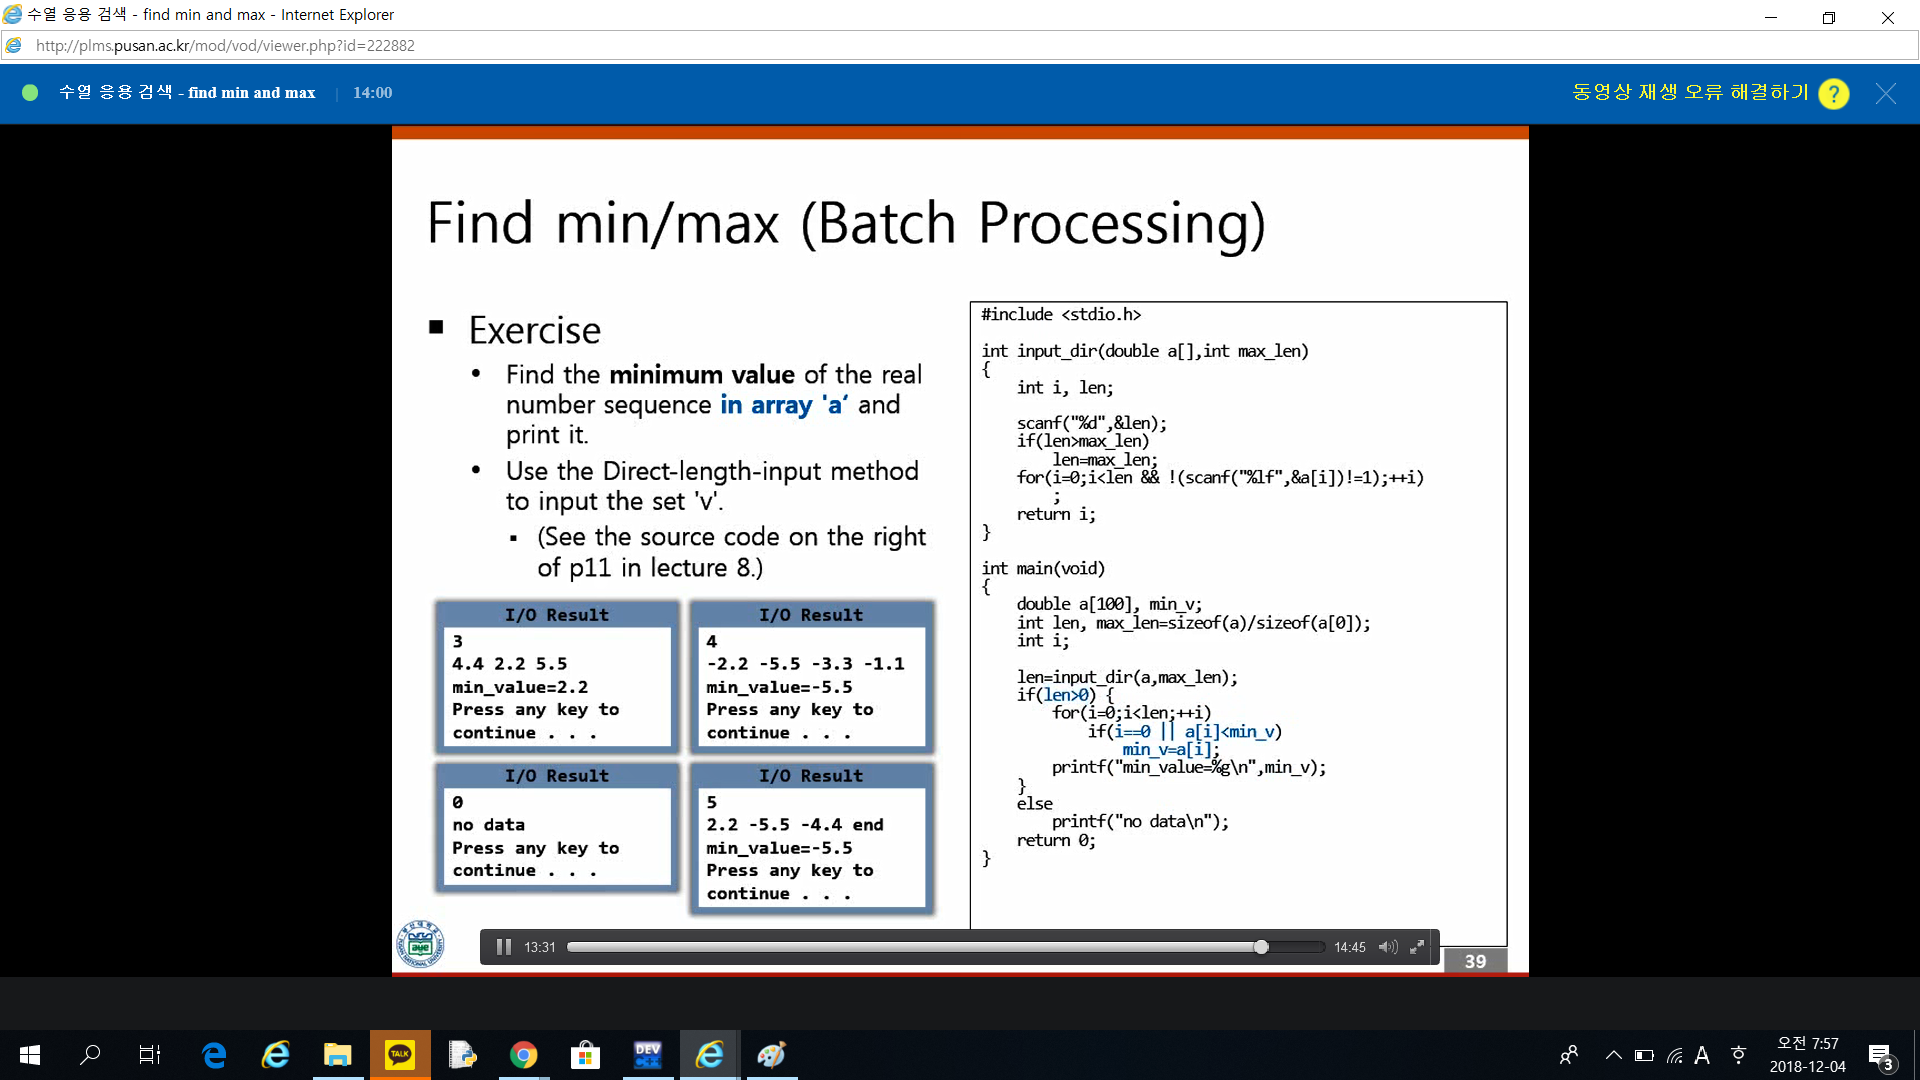 수열 응용 검색 - find min and max - Internet Explorer
http://plms.pusan.ac.kr/mod/vod/viewer.php?id=222882
수열 응용 검색 - find min and max | 14:00
동영상 재생 오류 해결하기 ?
Find min/max (Batch Processing)
■ Exercise
• Find the minimum value of the real
number sequence in array 'a‘ and
print it.
• Use the Direct-length-input method
to input the set 'v'.
▪ (See the source code on the right
of p11 in lecture 8.)
I/O Result
3
4.4 2.2 5.5
min_value=2.2
Press any key to
continue . . .
I/O Result
4
-2.2 -5.5 -3.3 -1.1
min_value=-5.5
Press any key to
continue . . .
I/O Result
0
no data
Press any key to
continue . . .
I/O Result
5
2.2 -5.5 -4.4 end
min_value=-5.5
Press any key to
continue . . .
#include <stdio.h>
int input_dir(double a[],int max_len)
{
int i, len;
scanf("%d",&len);
if(len>max_len)
len=max_len;
for(i=0;i<len && !(scanf("%lf",&a[i])!=1);++i)
;
return i;
}
int main(void)
{
double a[100], min_v;
int len, max_len=sizeof(a)/sizeof(a[0]);
int i;
len=input_dir(a,max_len);
if(len>0) {
for(i=0;i<len;++i)
if(i==0 || a[i]<min_v)
min_v=a[i];
printf("min_value=%g\n",min_v);
}
else
printf("no data\n");
return 0;
}
13:31
14:45
39
TALK
DEV
A
오전 7:57
2018-12-04
3